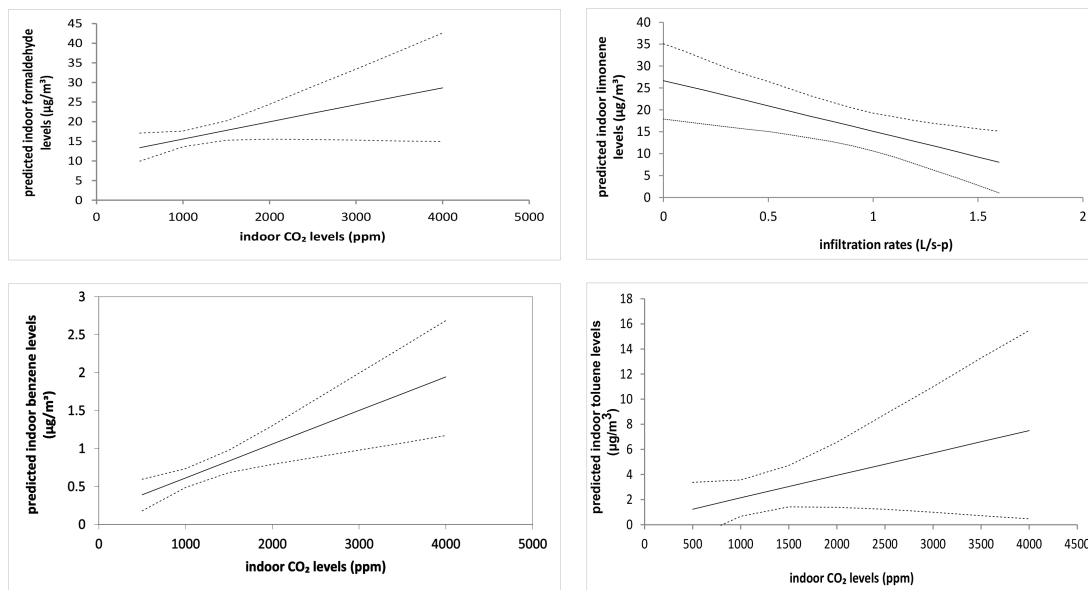 predicted indoor formaldehyde
levels (µg/m³)
45
40
35
30
25
20
15
10
5
0
0 1000 2000 3000 4000 5000
indoor CO₂ levels (ppm)
predicted indoor limonene
levels (µg/m³)
40
35
30
25
20
15
10
5
0
0 0.5 1 1.5 2
infiltration rates (L/s-p)
predicted indoor benzene levels
(µg/m³)
3
2.5
2
1.5
1
0.5
0
0 1000 2000 3000 4000 5000
indoor CO₂ levels (ppm)
predicted indoor toluene levels
(µg/m³)
18
16
14
12
10
8
6
4
2
0
0 500 1000 1500 2000 2500 3000 3500 4000 4500
indoor CO₂ levels (ppm)